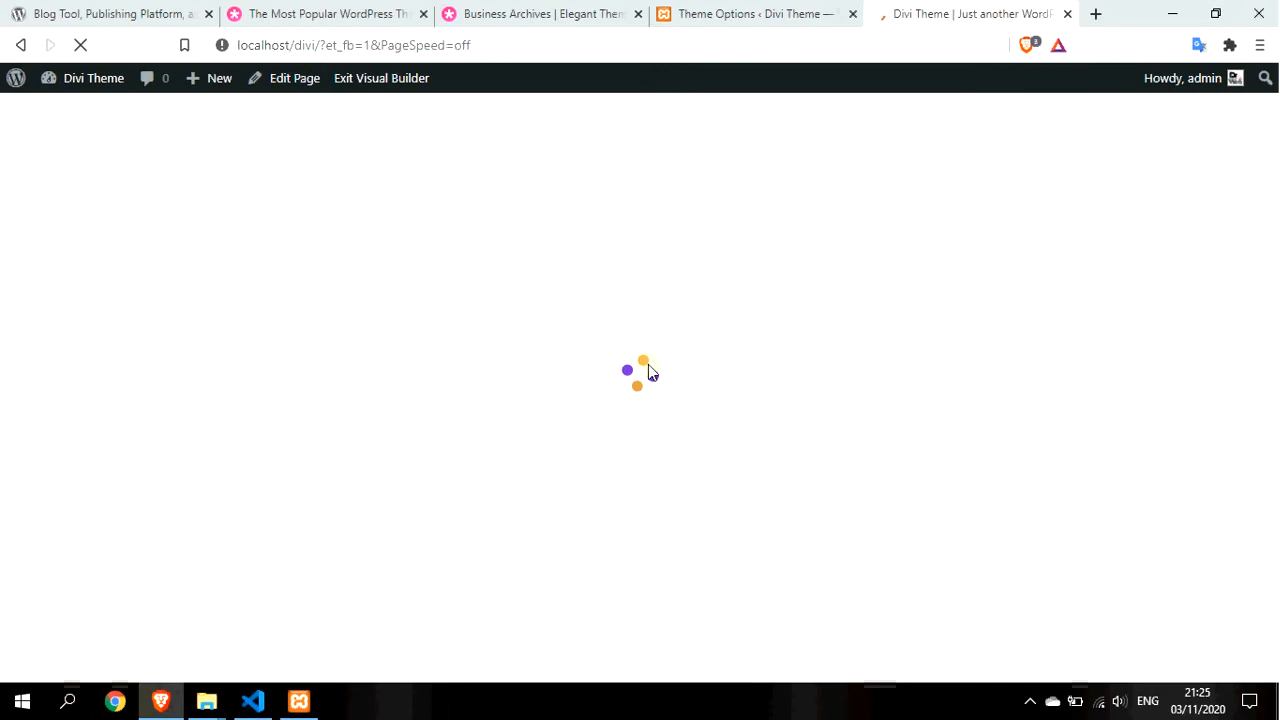 Blog Tool, Publishing Platform, a
The Most Popular WordPress Th
Business Archives | Elegant Them
Theme Options ‹ Divi Theme —
Divi Theme | Just another WordP
localhost/divi/?et_fb=1&PageSpeed=off
3
Divi Theme
0
New
Edit Page
Exit Visual Builder
Howdy, admin
ENG
21:25
03/11/2020